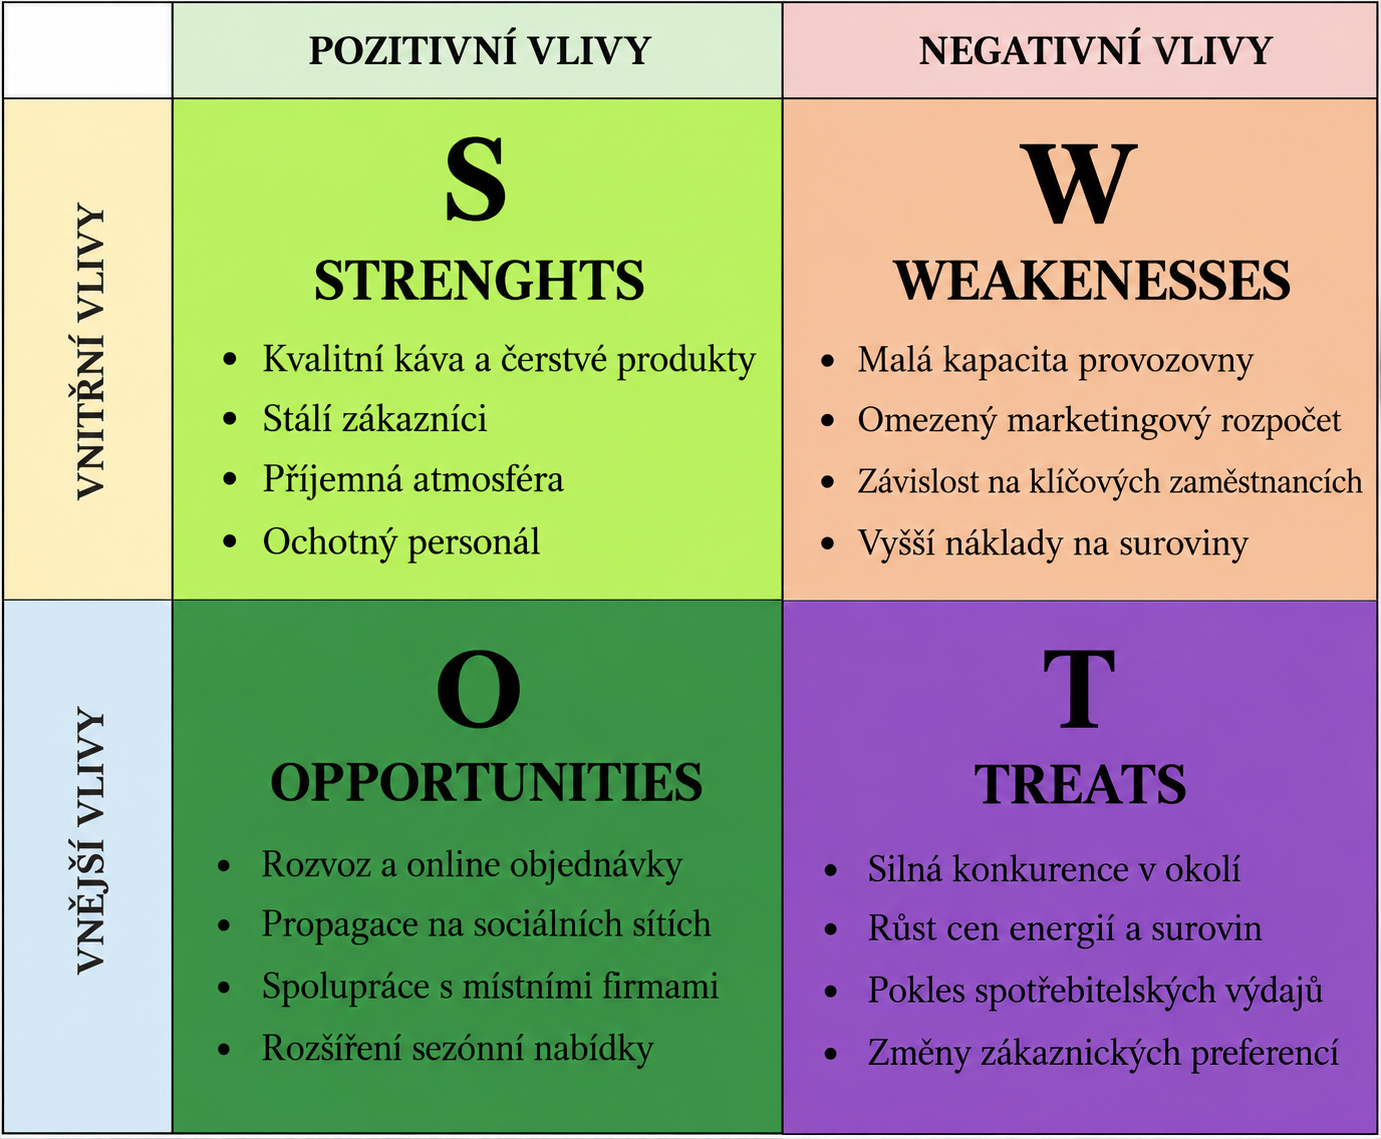 POZITIVNÍ VLIVY
NEGATIVNÍ VLIVY
VNITŘNÍ VLIVY
S
STRENGHTS
• Kvalitní káva a čerstvé produkty
• Stálí zákazníci
• Příjemná atmosféra
• Ochotný personál
W
WEAKENESSES
• Malá kapacita provozovny
• Omezený marketingový rozpočet
• Závislost na klíčových zaměstnancích
• Vyšší náklady na suroviny
VNĚJŠÍ VLIVY
O
OPPORTUNITIES
• Rozvoz a online objednávky
• Propagace na sociálních sítích
• Spolupráce s místními firmami
• Rozšíření sezónní nabídky
T
TREATS
• Silná konkurence v okolí
• Růst cen energií a surovin
• Pokles spotřebitelských výdajů
• Změny zákaznických preferencí